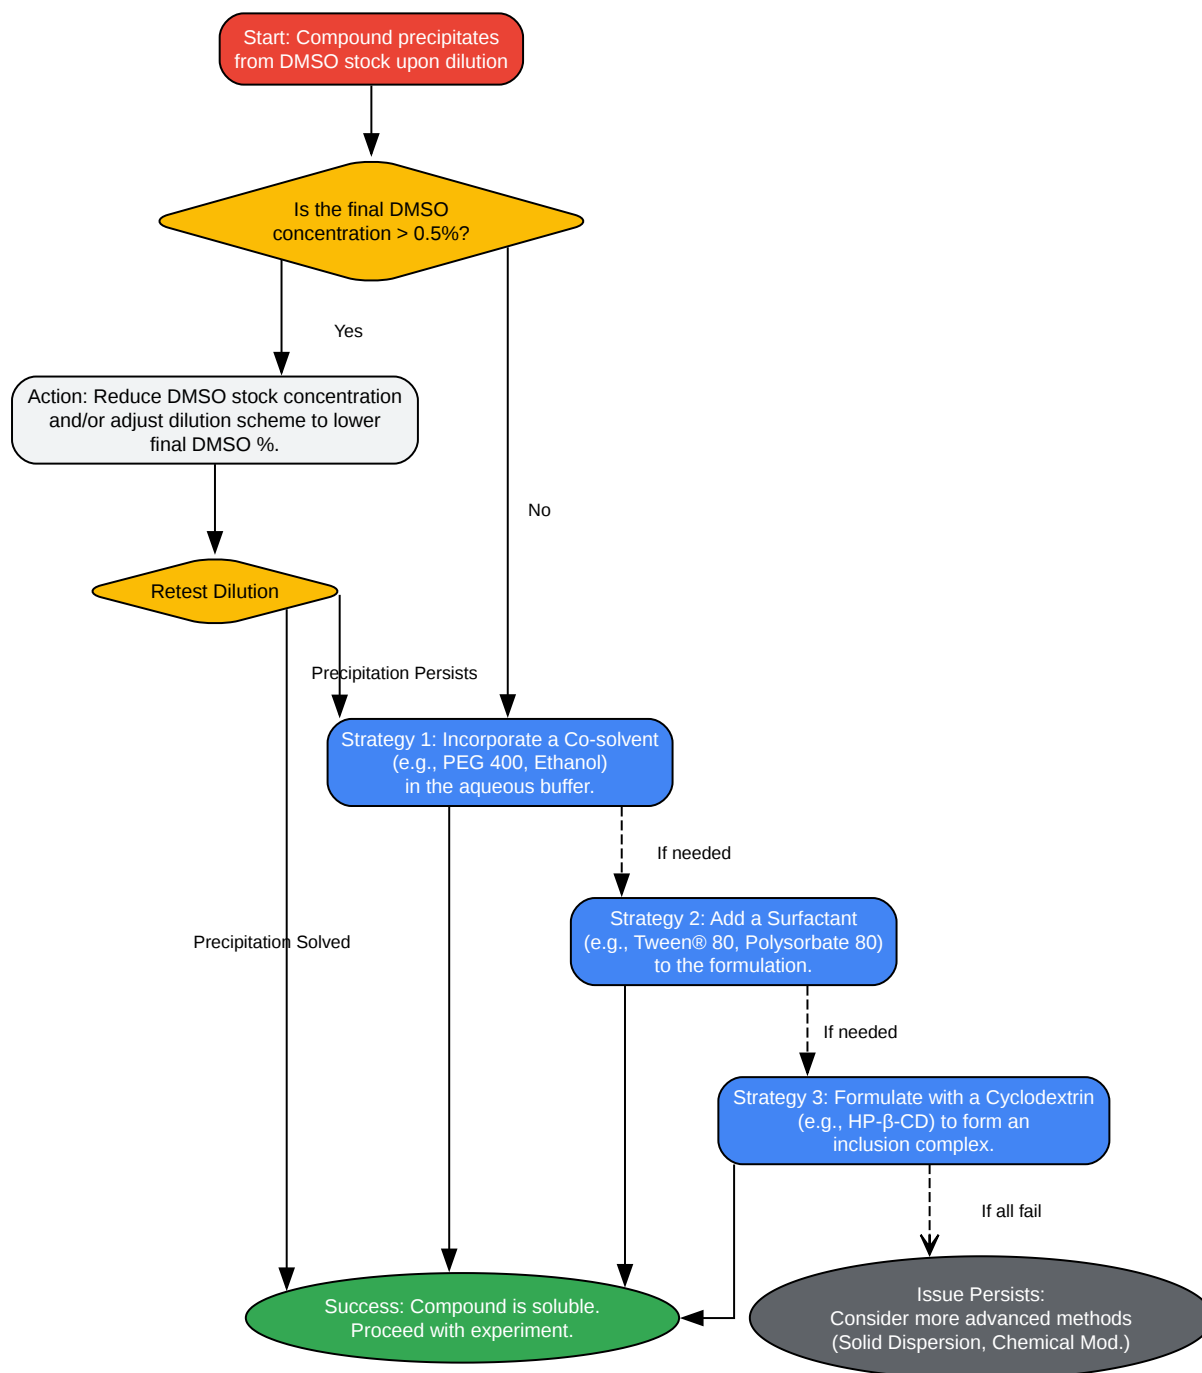 Start: Compound precipitates
from DMSO stock upon dilution
Is the final DMSO
concentration > 0.5%?
Yes
Action: Reduce DMSO stock concentration
and/or adjust dilution scheme to lower
final DMSO %.
No
Retest Dilution
Precipitation Persists
Strategy 1: Incorporate a Co-solvent
(e.g., PEG 400, Ethanol)
in the aqueous buffer.
If needed
Strategy 2: Add a Surfactant
(e.g., Tween® 80, Polysorbate 80)
to the formulation.
Precipitation Solved
If needed
Strategy 3: Formulate with a Cyclodextrin
(e.g., HP-β-CD) to form an
inclusion complex.
If all fail
Success: Compound is soluble.
Proceed with experiment.
Issue Persists:
Consider more advanced methods
(Solid Dispersion, Chemical Mod.)